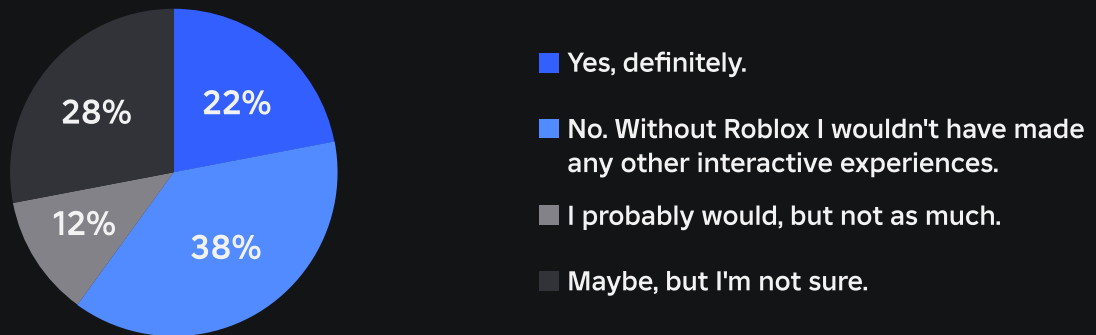 28%
22%
12%
38%
Yes, definitely.
No. Without Roblox I wouldn't have made
any other interactive experiences.
I probably would, but not as much.
Maybe, but I'm not sure.